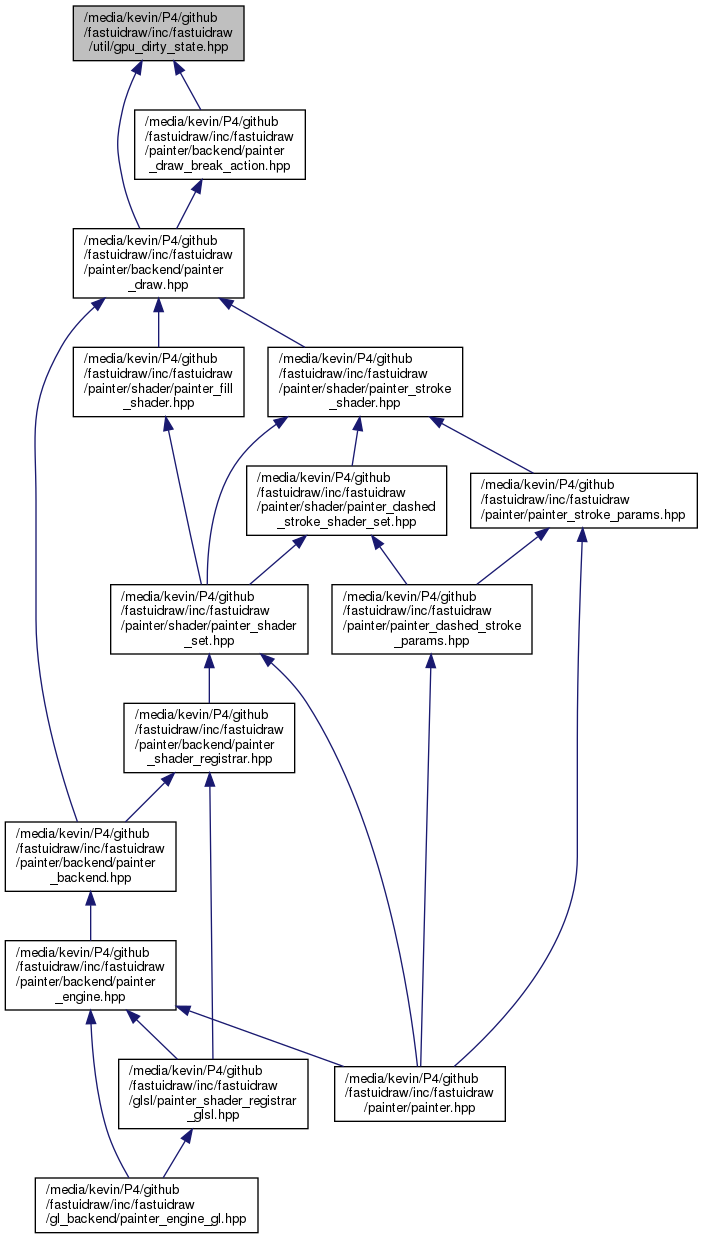 /media/kevin/P4/github
/fastuidraw/inc/fastuidraw
/util/gpu_dirty_state.hpp
/media/kevin/P4/github
/fastuidraw/inc/fastuidraw
/painter/backend/painter
_draw_break_action.hpp
/media/kevin/P4/github
/fastuidraw/inc/fastuidraw
/painter/backend/painter
_draw.hpp
/media/kevin/P4/github
/fastuidraw/inc/fastuidraw
/painter/shader/painter_fill
_shader.hpp
/media/kevin/P4/github
/fastuidraw/inc/fastuidraw
/painter/shader/painter_stroke
_shader.hpp
/media/kevin/P4/github
/fastuidraw/inc/fastuidraw
/painter/shader/painter_dashed
_stroke_shader_set.hpp
/media/kevin/P4/github
/fastuidraw/inc/fastuidraw
/painter/painter_stroke_params.hpp
/media/kevin/P4/github
/fastuidraw/inc/fastuidraw
/painter/shader/painter_shader
_set.hpp
/media/kevin/P4/github
/fastuidraw/inc/fastuidraw
/painter/painter_dashed_stroke
_params.hpp
/media/kevin/P4/github
/fastuidraw/inc/fastuidraw
/painter/backend/painter
_shader_registrar.hpp
/media/kevin/P4/github
/fastuidraw/inc/fastuidraw
/painter/backend/painter
_backend.hpp
/media/kevin/P4/github
/fastuidraw/inc/fastuidraw
/painter/backend/painter
_engine.hpp
/media/kevin/P4/github
/fastuidraw/inc/fastuidraw
/glsl/painter_shader_registrar
_glsl.hpp
/media/kevin/P4/github
/fastuidraw/inc/fastuidraw
/painter/painter.hpp
/media/kevin/P4/github
/fastuidraw/inc/fastuidraw
/gl_backend/painter_engine_gl.hpp